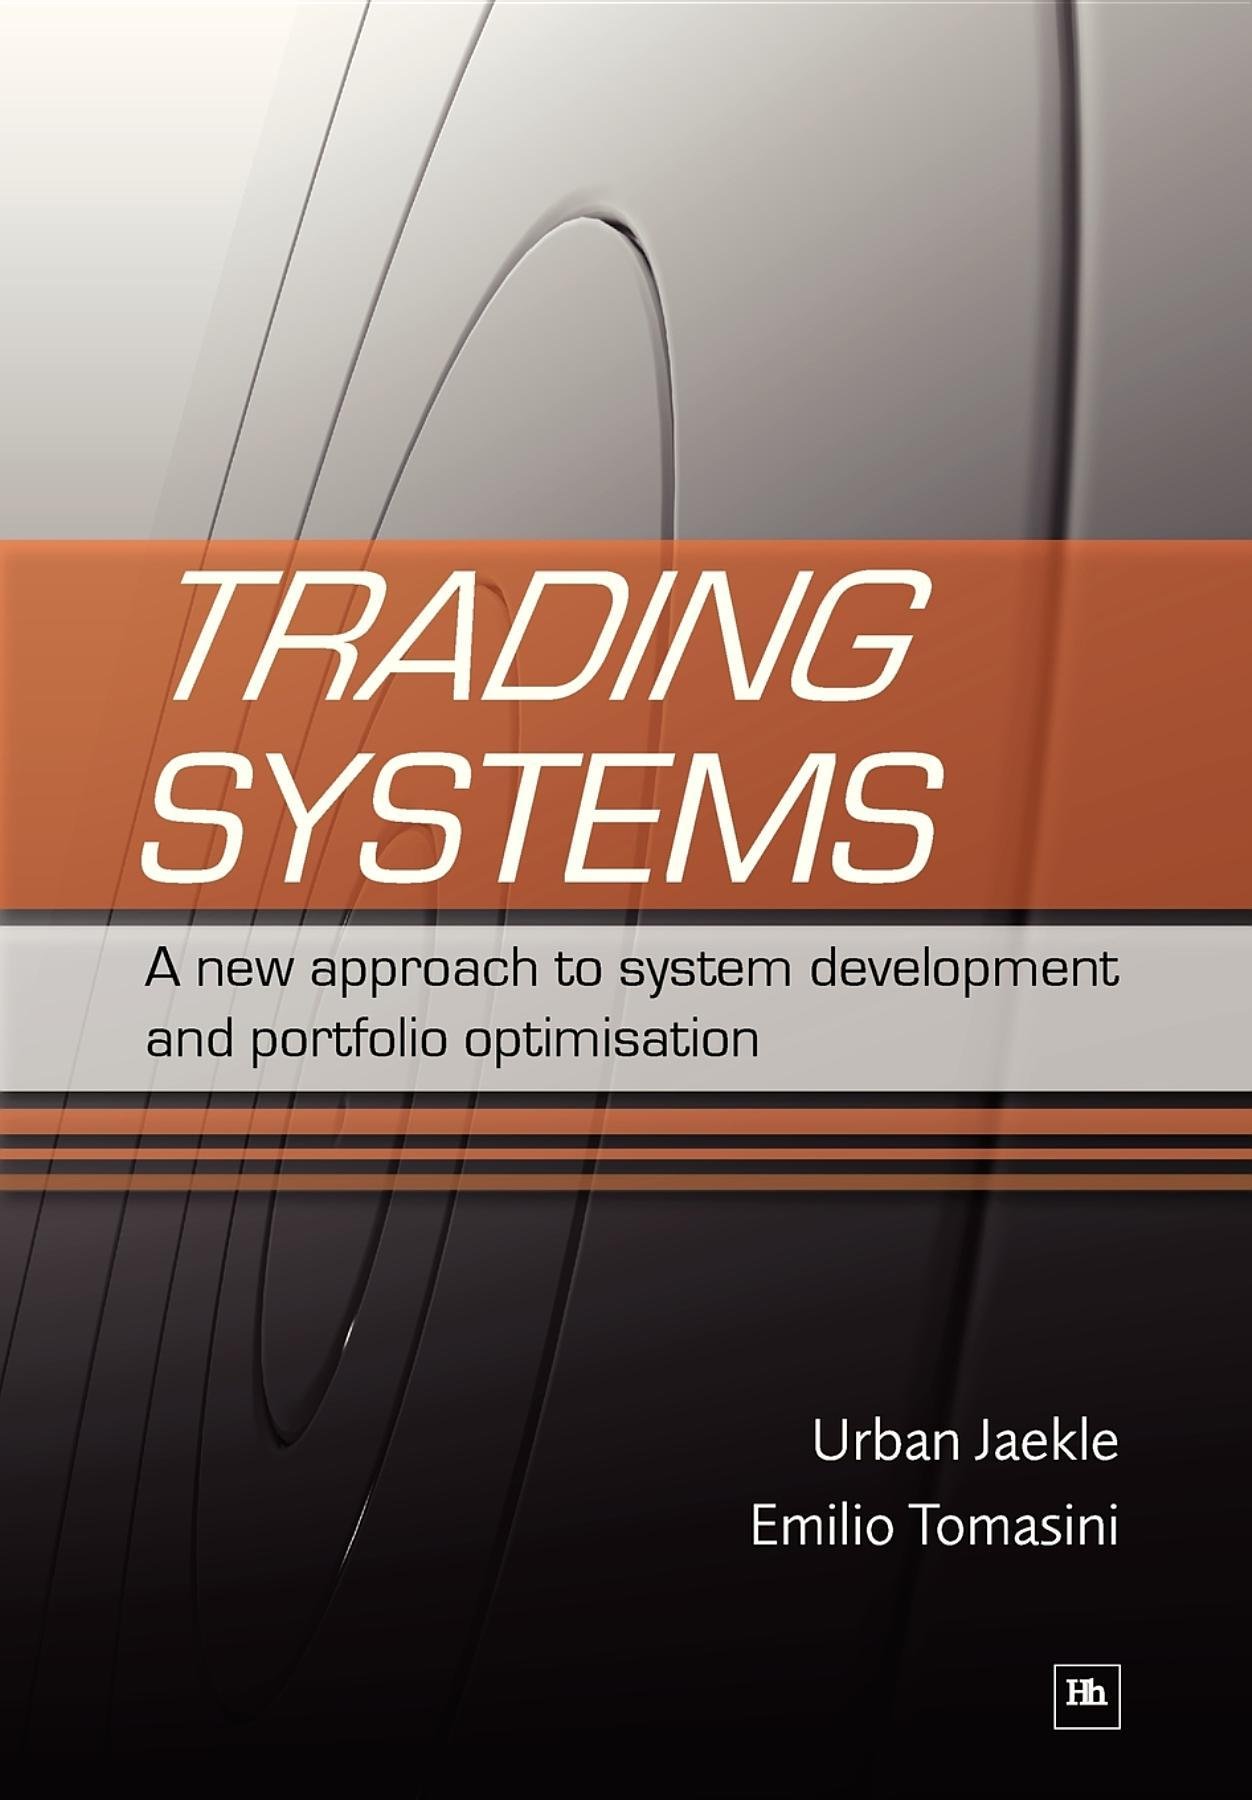 TRADING
SYSTEMS
A new approach to system development
and portfolio optimisation
Urban Jaekle
Emilio Tomasini
Hh